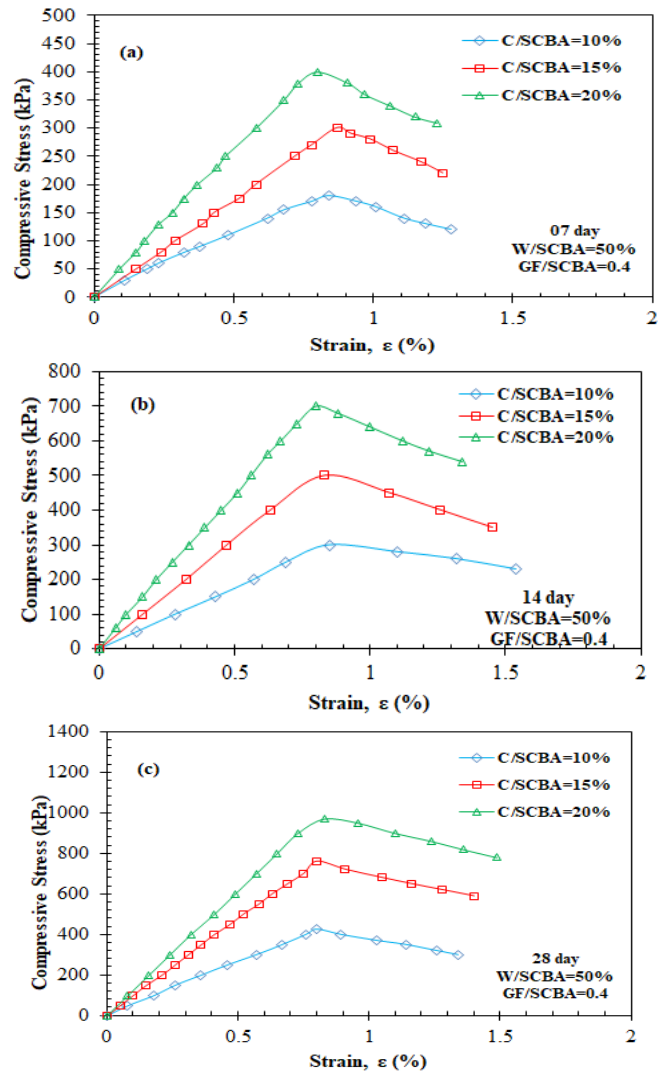 500
450
400
350
300
250
200
150
100
50
0
Compressive Stress (kPa)
(a)
C/SCBA=10%
C/SCBA=15%
C/SCBA=20%
07 day
W/SCBA=50%
GF/SCBA=0.4
0
0.5
1
1.5
2
Strain, ε (%)
800
700
600
500
400
300
200
100
0
Compressive Stress (kPa)
(b)
C/SCBA=10%
C/SCBA=15%
C/SCBA=20%
14 day
W/SCBA=50%
GF/SCBA=0.4
0
0.5
1
1.5
2
Strain, ε (%)
1400
1200
1000
800
600
400
200
0
Compressive Stress (kPa)
(c)
C/SCBA=10%
C/SCBA=15%
C/SCBA=20%
28 day
W/SCBA=50%
GF/SCBA=0.4
0
0.5
1
1.5
2
Strain, ε (%)